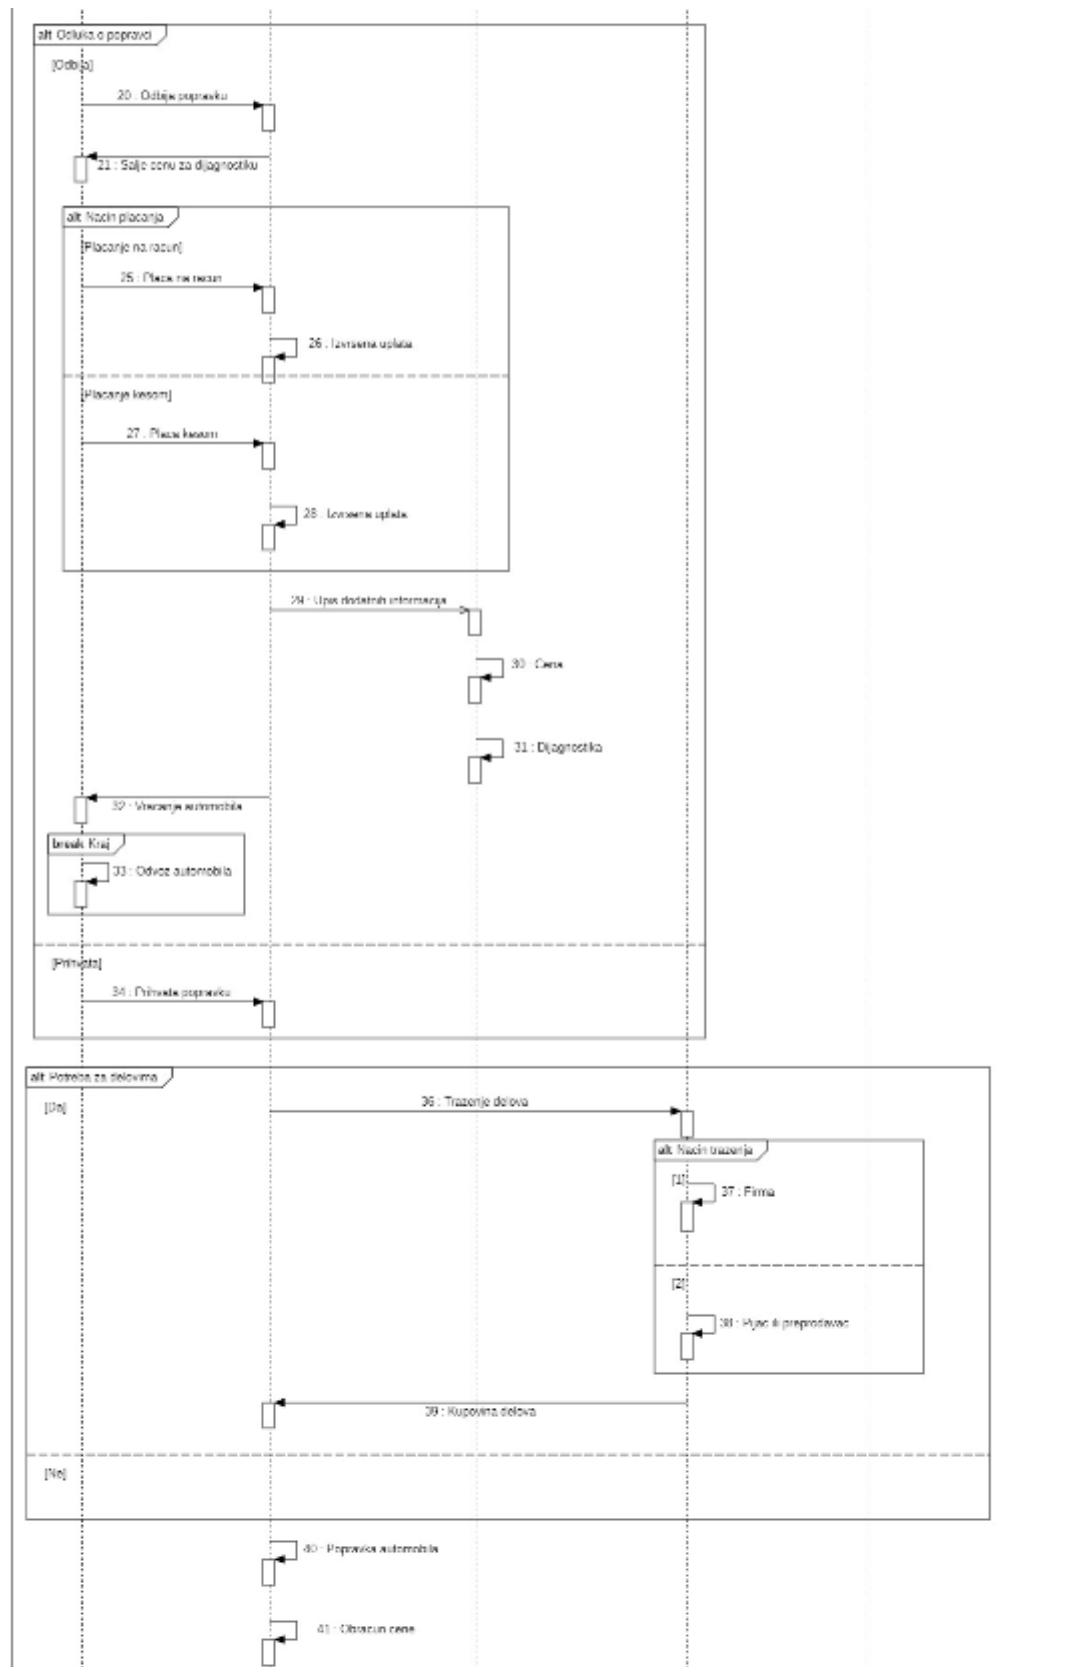 alt Odluka o popravci
[Odbija]
20 : Odbija popravku
21 : Salje cenu za dijagnostiku
alt Nacin placanja
[Placanje na racun]
25 : Placa na racun
26 : Izvrsena uplata
[Placanje kesom]
27 : Placa kesom
28 : Izvrsena uplata
29 : Upis dodatnih informacija
30 : Cena
31 : Dijagnostika
32 : Vracanje automobila
break Kraj
33 : Odvoz automobila
[Prihvata]
34 : Prihvata popravku
alt Potreba za delovima
[Da]
36 : Trazenje delova
alt Nacin trazenja
[1]
37 : Firma
[2]
38 : Pijac ili preprodavac
39 : Kupovina delova
[Ne]
40 : Popravka automobila
41 : Obracun cene